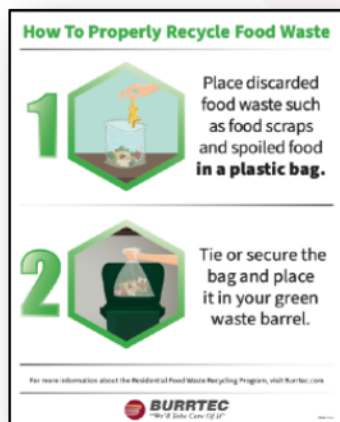 How To Properly Recycle Food Waste
1
Place discarded
food waste such
as food scraps
and spoiled food
in a plastic bag.
2
Tie or secure the
bag and place
it in your green
waste barrel.
For more information about the Residential Food Waste Recycling Program, visit Burrtec.com
BURRTEC
"We'll Take Care Of It"